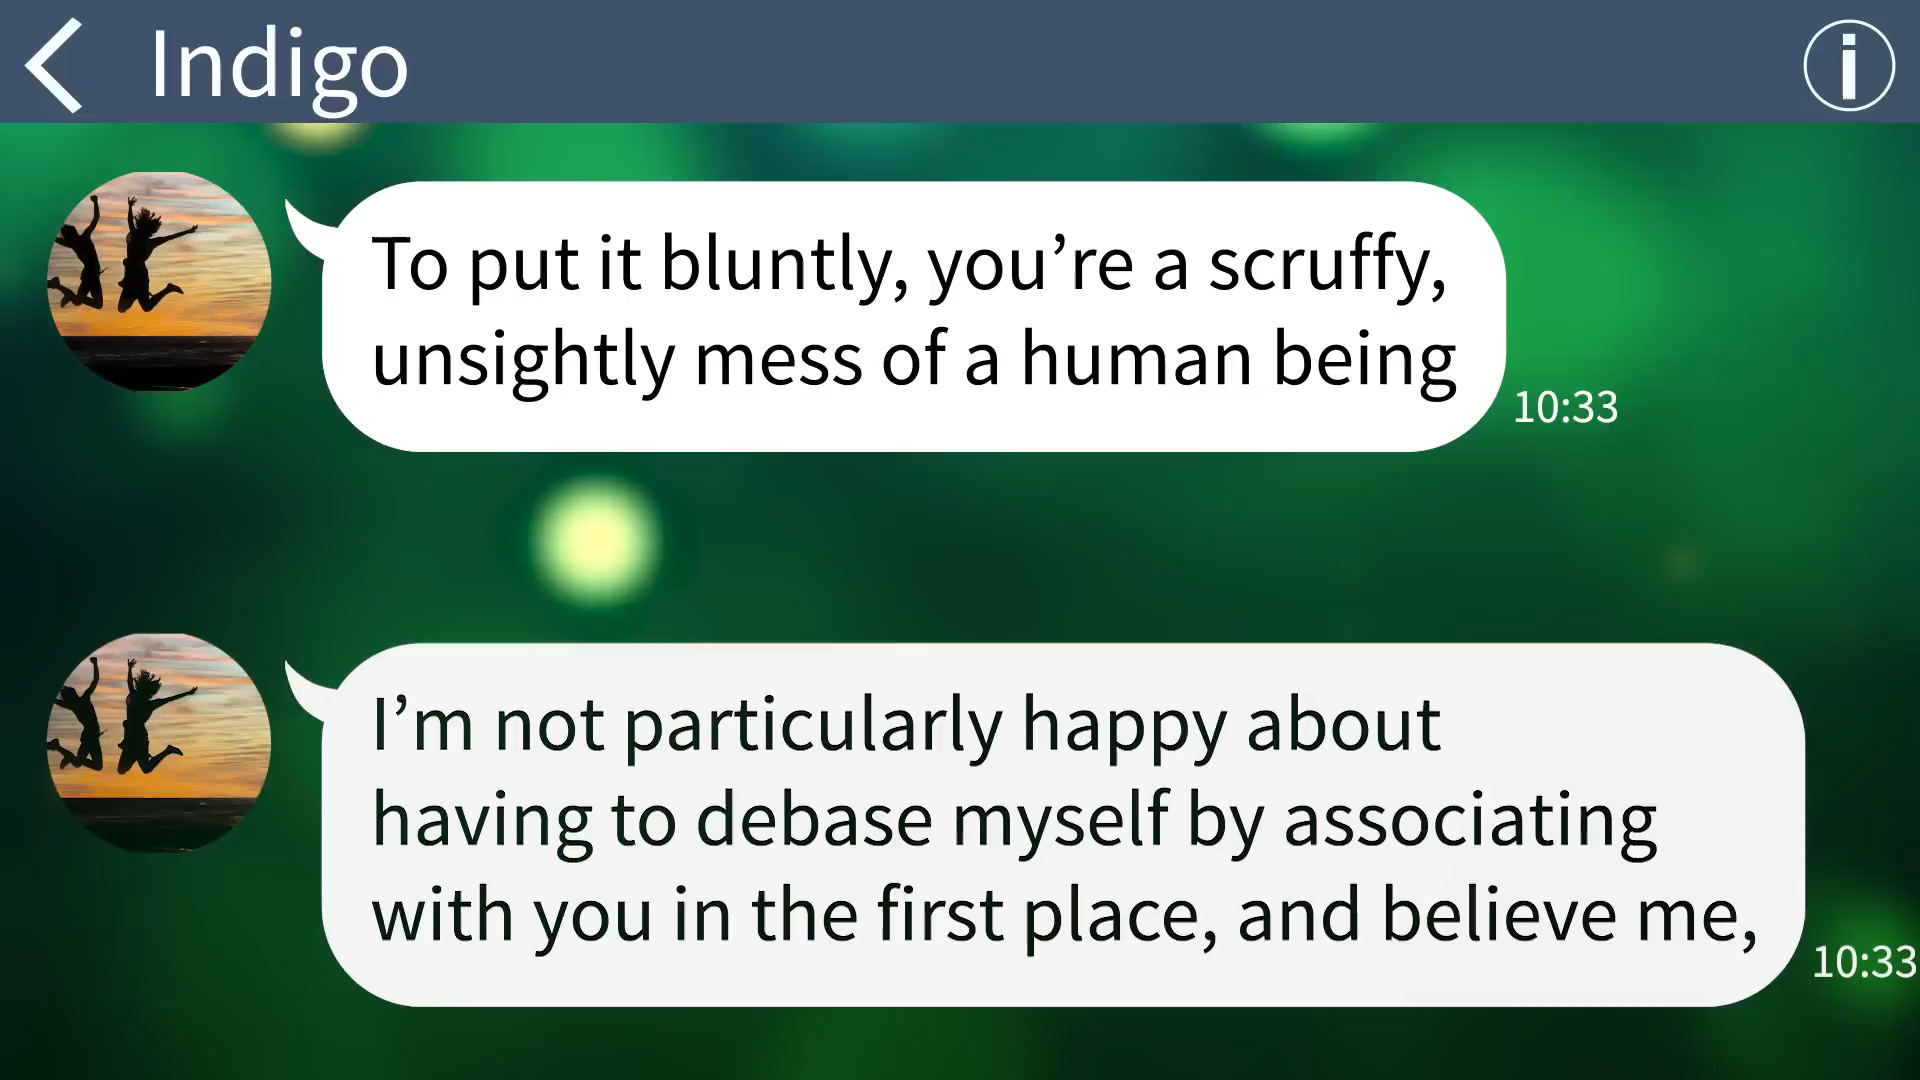 Indigo
To put it bluntly, you’re a scruffy,
unsightly mess of a human being
10:33
I’m not particularly happy about
having to debase myself by associating
with you in the first place, and believe me,
10:33